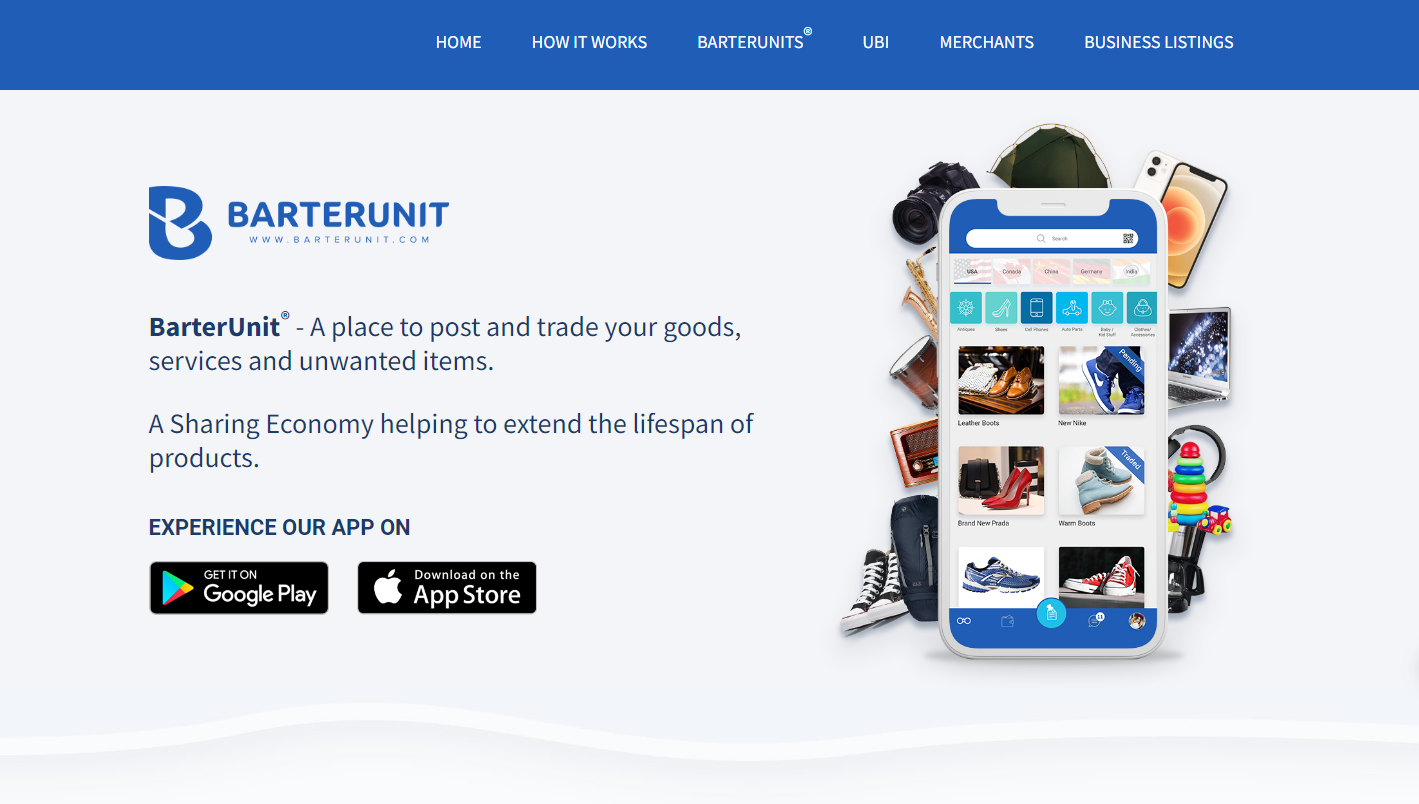 HOME HOW IT WORKS BARTERUNITS® UBI MERCHANTS BUSINESS LISTINGS
BARTERUNIT
WWW.BARTERUNIT.COM
BarterUnit® - A place to post and trade your goods,
services and unwanted items.
A Sharing Economy helping to extend the lifespan of
products.
EXPERIENCE OUR APP ON
GET IT ON
Google Play
Download on the
App Store
Search
USA Canada China Germany India
Antiques Shoes Cell Phones Auto Parts Baby / Clothes/
Kid Stuff Accessories
Pending
Leather Boots New Nike
Traded
Brand New Prada Warm Boots
11